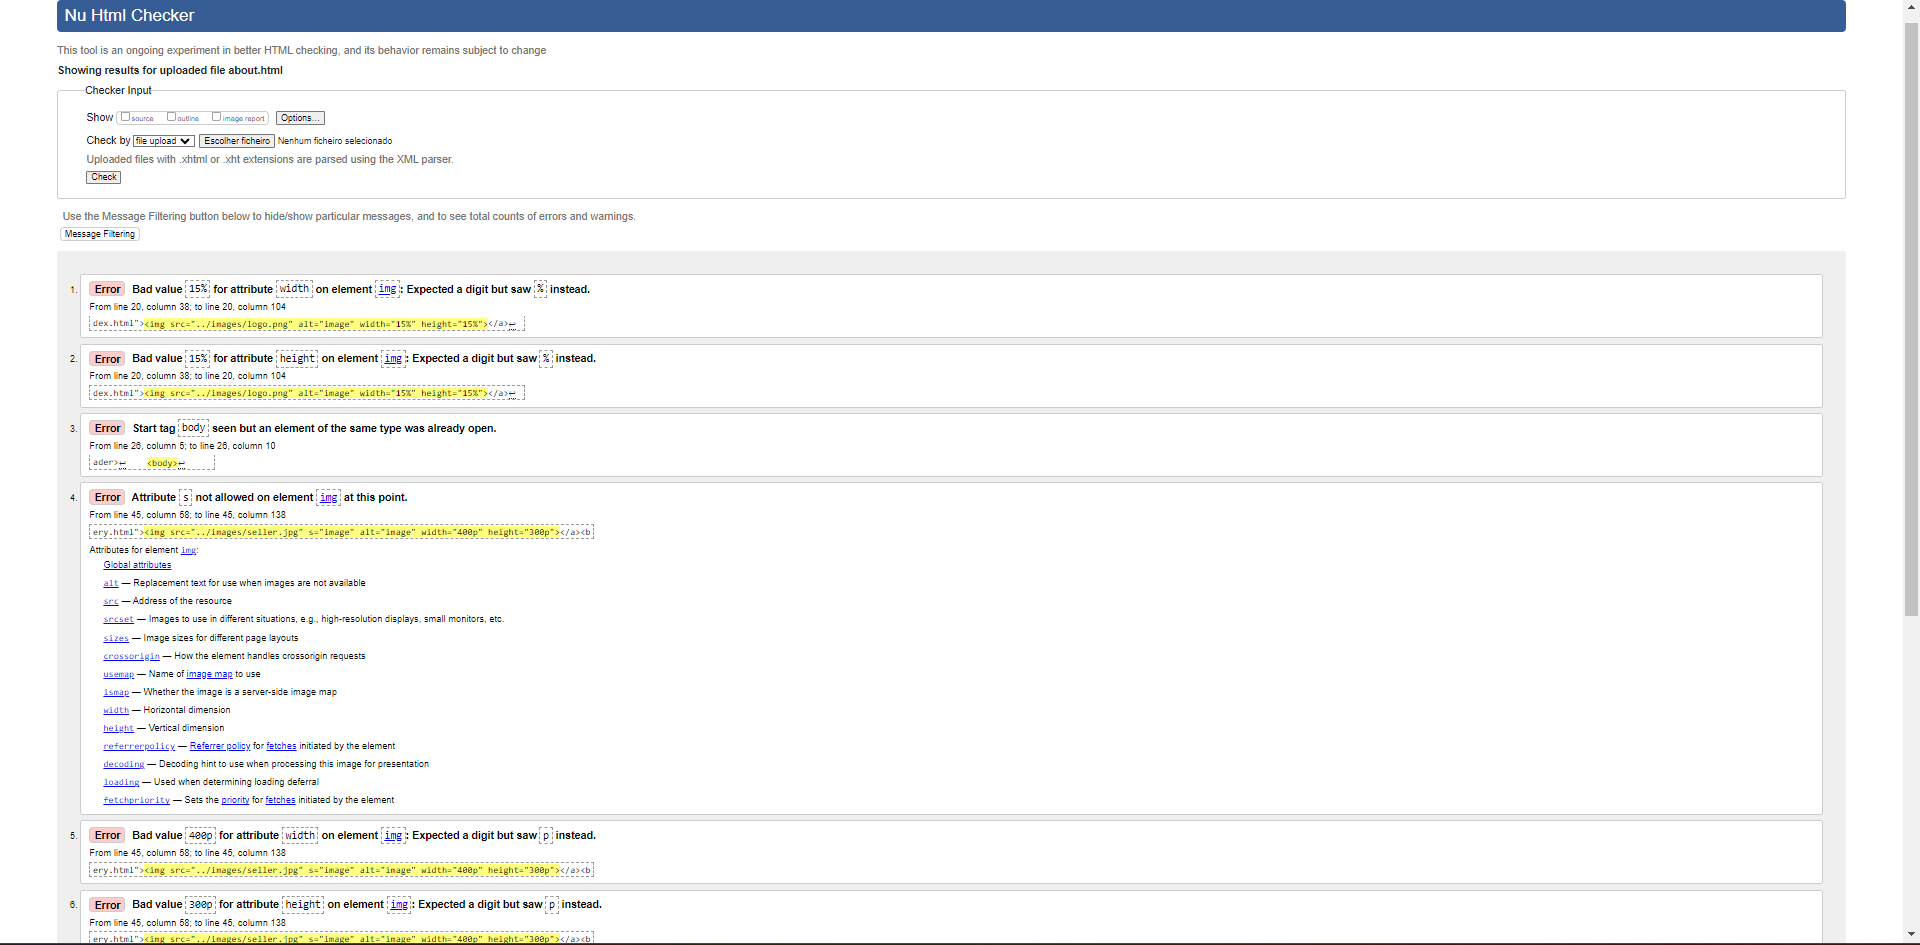 Nu Html Checker
This tool is an ongoing experiment in better HTML checking, and its behavior remains subject to change
Showing results for uploaded file about.html
Checker Input
Show source outline image report Options...
Check by file upload Escolher ficheiro Nenhum ficheiro selecionado
Uploaded files with .xhtml or .xht extensions are parsed using the XML parser.
Check
Use the Message Filtering button below to hide/show particular messages, and to see total counts of errors and warnings.
Message Filtering
1. Error Bad value 15% for attribute width on element img: Expected a digit but saw % instead.
From line 20, column 38; to line 20, column 104
dex.html"><img src="../images/logo.png" alt="image" width="15%" height="15%"></a>↩
2. Error Bad value 15% for attribute height on element img: Expected a digit but saw % instead.
From line 20, column 38; to line 20, column 104
dex.html"><img src="../images/logo.png" alt="image" width="15%" height="15%"></a>↩
3. Error Start tag body seen but an element of the same type was already open.
From line 26, column 5; to line 26, column 10
ader>↩ <body>↩
4. Error Attribute s not allowed on element img at this point.
From line 45, column 58; to line 45, column 138
ery.html"><img src="../images/seller.jpg" s="image" alt="image" width="400p" height="300p"></a><b
Attributes for element img:
Global attributes
alt — Replacement text for use when images are not available
src — Address of the resource
srcset — Images to use in different situations, e.g., high-resolution displays, small monitors, etc.
sizes — Image sizes for different page layouts
crossorigin — How the element handles crossorigin requests
usemap — Name of image map to use
ismap — Whether the image is a server-side image map
width — Horizontal dimension
height — Vertical dimension
referrerpolicy — Referrer policy for fetches initiated by the element
decoding — Decoding hint to use when processing this image for presentation
loading — Used when determining loading deferral
fetchpriority — Sets the priority for fetches initiated by the element
5. Error Bad value 400p for attribute width on element img: Expected a digit but saw p instead.
From line 45, column 58; to line 45, column 138
ery.html"><img src="../images/seller.jpg" s="image" alt="image" width="400p" height="300p"></a><b
6. Error Bad value 300p for attribute height on element img: Expected a digit but saw p instead.
From line 45, column 58; to line 45, column 138
ery.html"><img src="../images/seller.jpg" s="image" alt="image" width="400p" height="300p"></a><b